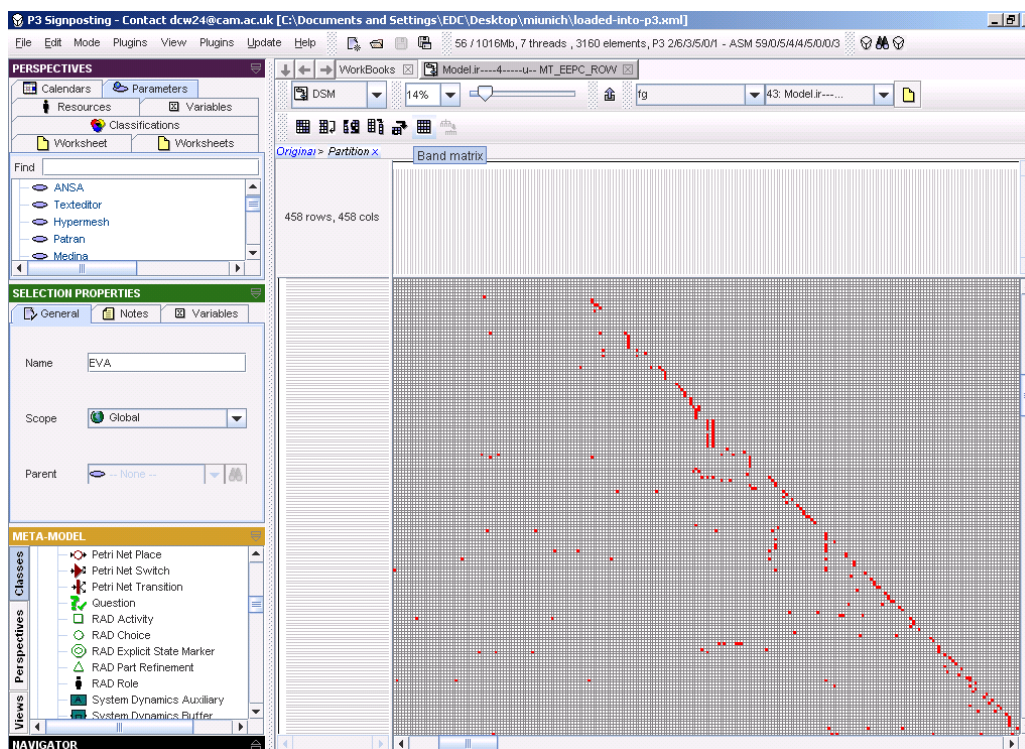 P3 Signposting - Contact dcw24@cam.ac.uk [C:\Documents and Settings\EDC\Desktop\miunich\loaded-into-p3.xml]
File Edit Mode Plugins View Plugins Update Help 56 / 1016Mb, 7 threads , 3160 elements, P3 2/6/3/5/0/1 - ASM 59/0/5/4/4/5/0/0/3
PERSPECTIVES
WorkBooks Model.ir----4-----u-- MT_EEPC_ROW
Calendars Parameters
DSM 14% fg 43: Model.ir---...
Resources Variables
Classifications
Worksheet Worksheets
Original > Partition x
Band matrix
Find
ANSA
Texteditor
Hypermesh
Patran
Medina
458 rows, 458 cols
SELECTION PROPERTIES
General Notes Variables
Name EVA
Scope Global
Parent -- None --
META-MODEL
Classes
Perspectives
Views
Petri Net Place
Petri Net Switch
Petri Net Transition
Question
RAD Activity
RAD Choice
RAD Explicit State Marker
RAD Part Refinement
RAD Role
System Dynamics Auxiliary
System Dynamics Buffer
NAVIGATOR